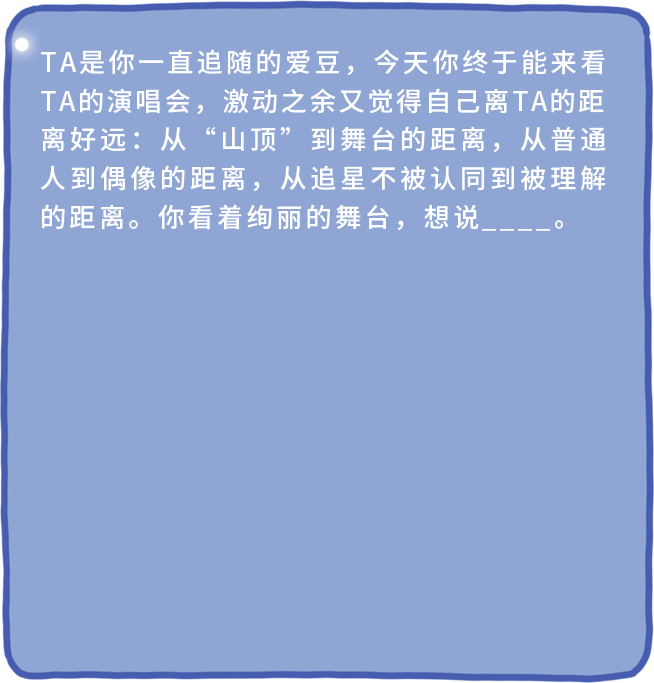 TA是你一直追随的爱豆，今天你终于能来看
TA的演唱会，激动之余又觉得自己离TA的距
离好远：从“山顶”到舞台的距离，从普通
人到偶像的距离，从追星不被认同到被理解
的距离。你看着绚丽的舞台，想说____。